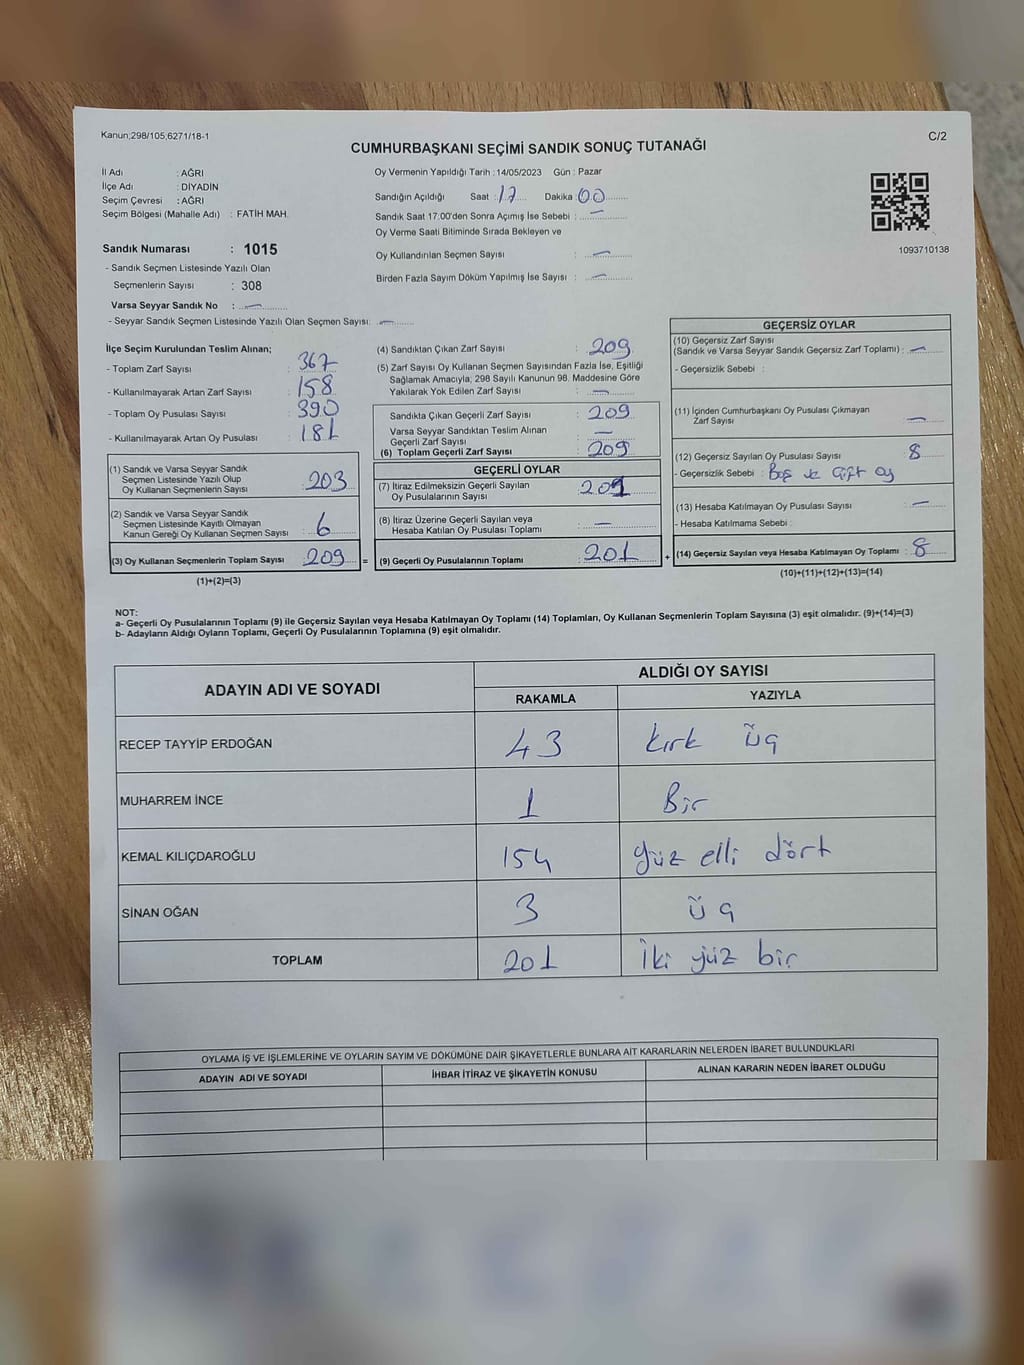 Kanun;298/105;6271/18-1
C/2
CUMHURBAŞKANI SEÇİMİ SANDIK SONUÇ TUTANAĞI
İl Adı : AĞRI
İlçe Adı : DİYADİN
Seçim Çevresi : AĞRI
Seçim Bölgesi (Mahalle Adı) : FATİH MAH.
Sandık Numarası : 1015
- Sandık Seçmen Listesinde Yazılı Olan
Seçmenlerin Sayısı : 308
Varsa Seyyar Sandık No : —
- Seyyar Sandık Seçmen Listesinde Yazılı Olan Seçmen Sayısı: —
Oy Vermenin Yapıldığı Tarih : 14/05/2023 Gün : Pazar
Sandığın Açıldığı Saat : 17 Dakika 00
Sandık Saat 17:00'den Sonra Açımış İse Sebebi : —
Oy Verme Saati Bitiminde Sırada Bekleyen ve
Oy Kullandırılan Seçmen Sayısı : —
Birden Fazla Sayım Döküm Yapılmış İse Sayısı : —
1093710138
İlçe Seçim Kurulundan Teslim Alınan;
- Toplam Zarf Sayısı : 367
- Kullanılmayarak Artan Zarf Sayısı : 158
- Toplam Oy Pusulası Sayısı : 390
- Kullanılmayarak Artan Oy Pusulası : 181
(1) Sandık ve Varsa Seyyar Sandık
Seçmen Listesinde Yazılı Olup
Oy Kullanan Seçmenlerin Sayısı : 203
(2) Sandık ve Varsa Seyyar Sandık
Seçmen Listesinde Kayıtlı Olmayan
Kanun Gereği Oy Kullanan Seçmen Sayısı : 6
(3) Oy Kullanan Seçmenlerin Toplam Sayısı : 209 =
(1)+(2)=(3)
(4) Sandıktan Çıkan Zarf Sayısı : 209
(5) Zarf Sayısı Oy Kullanan Seçmen Sayısından Fazla İse, Eşitliği
Sağlamak Amacıyla; 298 Sayılı Kanunun 98. Maddesine Göre
Yakılarak Yok Edilen Zarf Sayısı : —
Sandıkta Çıkan Geçerli Zarf Sayısı : 209
Varsa Seyyar Sandıktan Teslim Alınan
Geçerli Zarf Sayısı : —
(6) Toplam Geçerli Zarf Sayısı : 209
GEÇERLİ OYLAR
(7) İtiraz Edilmeksizin Geçerli Sayılan
Oy Pusulalarının Sayısı : 201
(8) İtiraz Üzerine Geçerli Sayılan veya
Hesaba Katılan Oy Pusulası Toplamı : —
(9) Geçerli Oy Pusulalarının Toplamı : 201 +
GEÇERSİZ OYLAR
(10) Geçersiz Zarf Sayısı
(Sandık ve Varsa Seyyar Sandık Geçersiz Zarf Toplamı) : —
- Geçersizlik Sebebi :
(11) İçinden Cumhurbaşkanı Oy Pusulası Çıkmayan
Zarf Sayısı : —
(12) Geçersiz Sayılan Oy Pusulası Sayısı : 8
- Geçersizlik Sebebi : Boş ve Çift oy
(13) Hesaba Katılmayan Oy Pusulası Sayısı : —
- Hesaba Katılmama Sebebi :
(14) Geçersiz Sayılan veya Hesaba Katılmayan Oy Toplamı : 8
(10)+(11)+(12)+(13)=(14)
NOT:
a- Geçerli Oy Pusulalarının Toplamı (9) ile Geçersiz Sayılan veya Hesaba Katılmayan Oy Toplamı (14) Toplamları, Oy Kullanan Seçmenlerin Toplam Sayısına (3) eşit olmalıdır. (9)+(14)=(3)
b- Adayların Aldığı Oyların Toplamı, Geçerli Oy Pusulalarının Toplamına (9) eşit olmalıdır.
ADAYIN ADI VE SOYADI ALDIĞI OY SAYISI
RAKAMLA YAZIYLA
RECEP TAYYİP ERDOĞAN 43 kırk üç
MUHARREM İNCE 1 Bir
KEMAL KILIÇDAROĞLU 154 yüz elli dört
SİNAN OĞAN 3 üç
TOPLAM 201 İki yüz bir
OYLAMA İŞ VE İŞLEMLERİNE VE OYLARIN SAYIM VE DÖKÜMÜNE DAİR ŞİKAYETLERLE BUNLARA AİT KARARLARIN NELERDEN İBARET BULUNDUKLARI
ADAYIN ADI VE SOYADI İHBAR İTİRAZ VE ŞİKAYETİN KONUSU ALINAN KARARIN NEDEN İBARET OLDUĞU